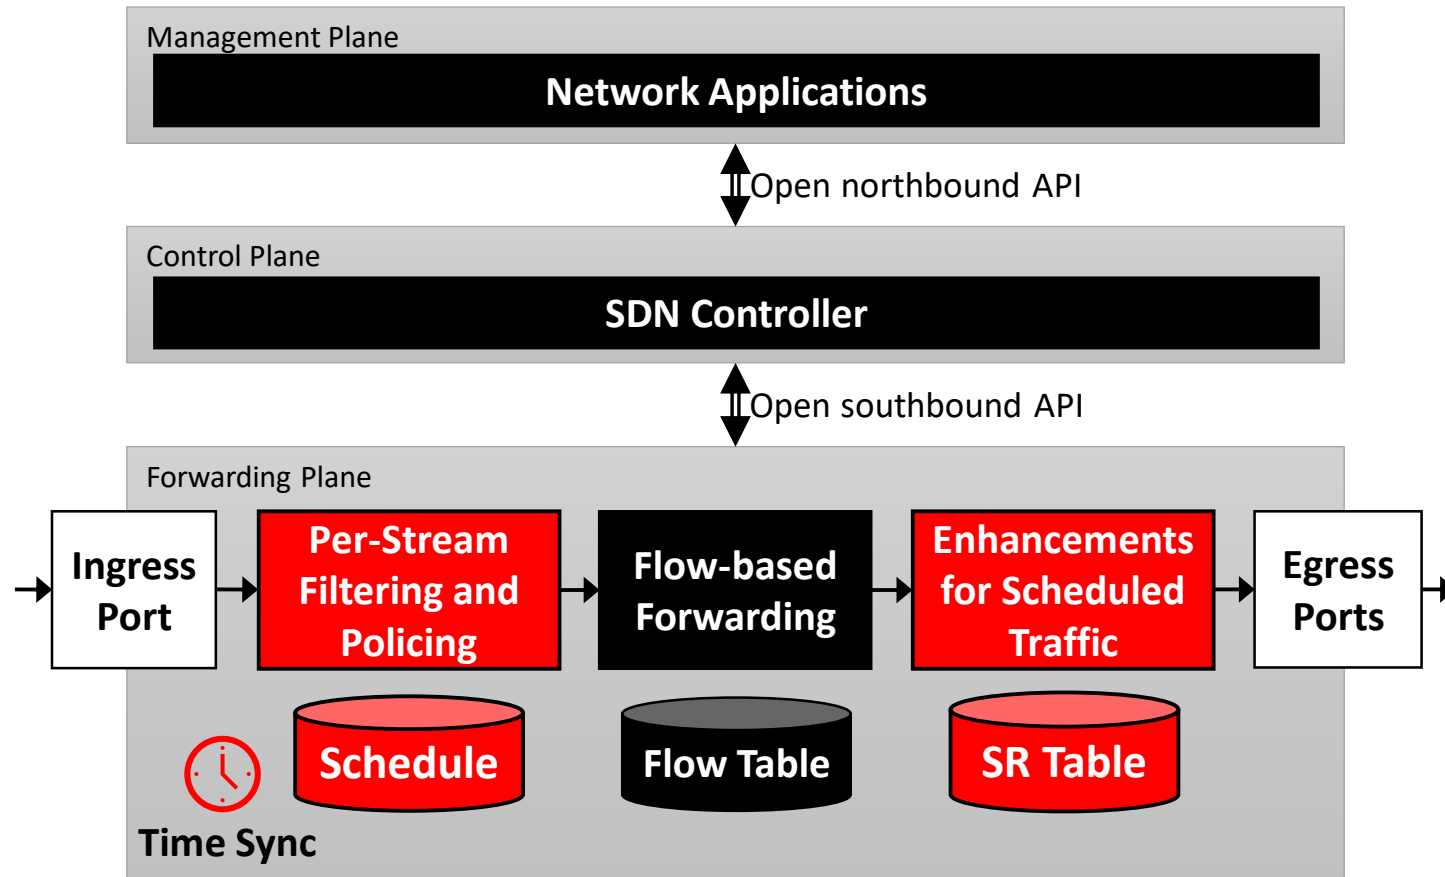 Management Plane
Network Applications
Open northbound API
Control Plane
SDN Controller
Open southbound API
Forwarding Plane
Ingress
Port
Per-Stream
Filtering and
Policing
Flow-based
Forwarding
Enhancements
for Scheduled
Traffic
Egress
Ports
Schedule
Flow Table
SR Table
Time Sync